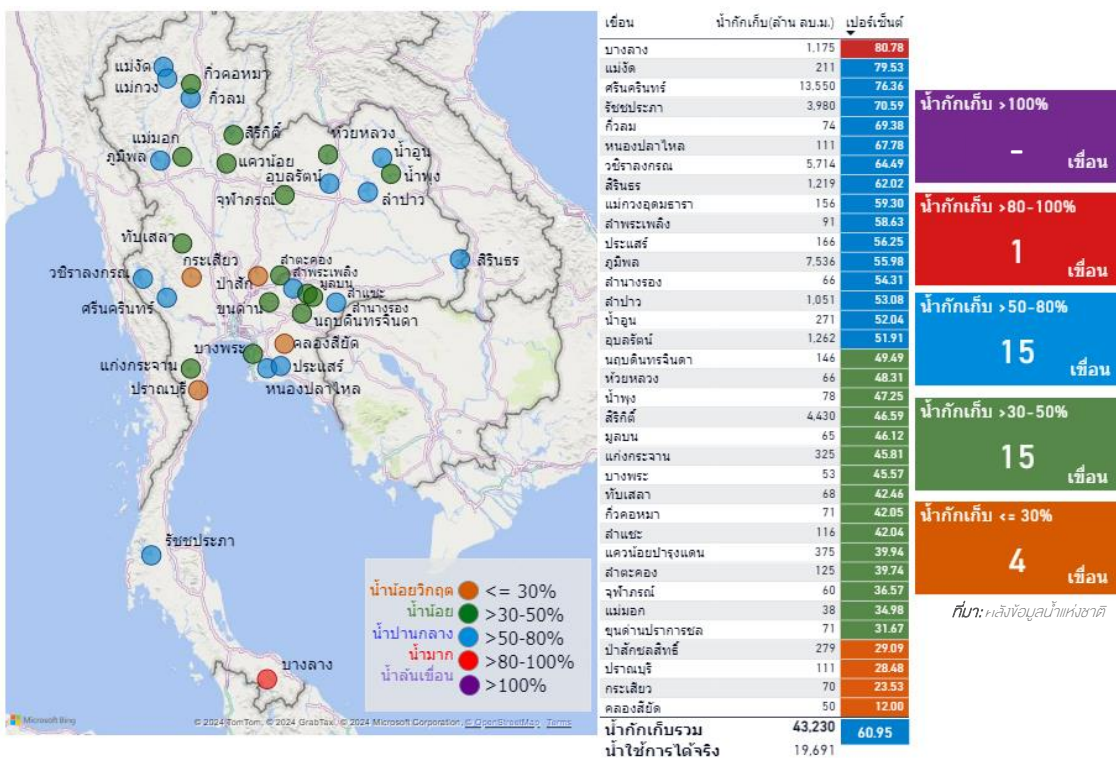 แม่งัด
แม่กวง
กิ่วคอหมา
กิ่วลม
แม่มอก
สิริกิติ์
ห้วยหลวง
ภูมิพล
แควน้อย
น้ำอูน
อุบลรัตน์
น้ำพุง
จุฬาภรณ์
ลำปาว
ทับเสลา
กระเสียว
ลำตะคอง
วชิราลงกรณ
ป่าสัก
ลำพระเพลิง
สิรินธร
มูลบน
ศรีนครินทร์
ขุนด่าน
ลำแชะ
ลำนางรอง
นฤบดินทรจินดา
บางพระ
คลองสียัด
แก่งกระจาน
ประแสร์
ปราณบุรี
หนองปลาไหล
รัชชประภา
บางลาง
น้ำน้อยวิกฤต <= 30%
น้ำน้อย >30-50%
น้ำปานกลาง >50-80%
น้ำมาก >80-100%
น้ำล้นเขื่อน >100%
Microsoft Bing
© 2024 TomTom, © 2024 GrabTax, © 2024 Microsoft Corporation, © OpenStreetMap Terms
เขื่อน น้ำกักเก็บ(ล้าน ลบ.ม.) เปอร์เซ็นต์
บางลาง 1,175 80.78
แม่งัด 211 79.53
ศรีนครินทร์ 13,550 76.36
รัชชประภา 3,980 70.59
กิ่วลม 74 69.38
หนองปลาไหล 111 67.78
วชิราลงกรณ 5,714 64.49
สิรินธร 1,219 62.02
แม่กวงอุดมธารา 156 59.30
ลำพระเพลิง 91 58.63
ประแสร์ 166 56.25
ภูมิพล 7,536 55.98
ลำนางรอง 66 54.31
ลำปาว 1,051 53.08
น้ำอูน 271 52.04
อุบลรัตน์ 1,262 51.91
นฤบดินทรจินดา 146 49.49
ห้วยหลวง 66 48.31
น้ำพุง 78 47.25
สิริกิติ์ 4,430 46.59
มูลบน 65 46.12
แก่งกระจาน 325 45.81
บางพระ 53 45.57
ทับเสลา 68 42.46
กิ่วคอหมา 71 42.05
ลำแชะ 116 42.04
แควน้อยบำรุงแดน 375 39.94
ลำตะคอง 125 39.74
จุฬาภรณ์ 60 36.57
แม่มอก 38 34.98
ขุนด่านปราการชล 71 31.67
ป่าสักชลสิทธิ์ 279 29.09
ปราณบุรี 111 28.48
กระเสียว 70 23.53
คลองสียัด 50 12.00
น้ำกักเก็บรวม 43,230 60.95
น้ำใช้การได้จริง 19,691
น้ำกักเก็บ >100%
-
เขื่อน
น้ำกักเก็บ >80-100%
1
เขื่อน
น้ำกักเก็บ >50-80%
15
เขื่อน
น้ำกักเก็บ >30-50%
15
เขื่อน
น้ำกักเก็บ <= 30%
4
เขื่อน
ที่มา: คลังข้อมูลน้ำแห่งชาติ